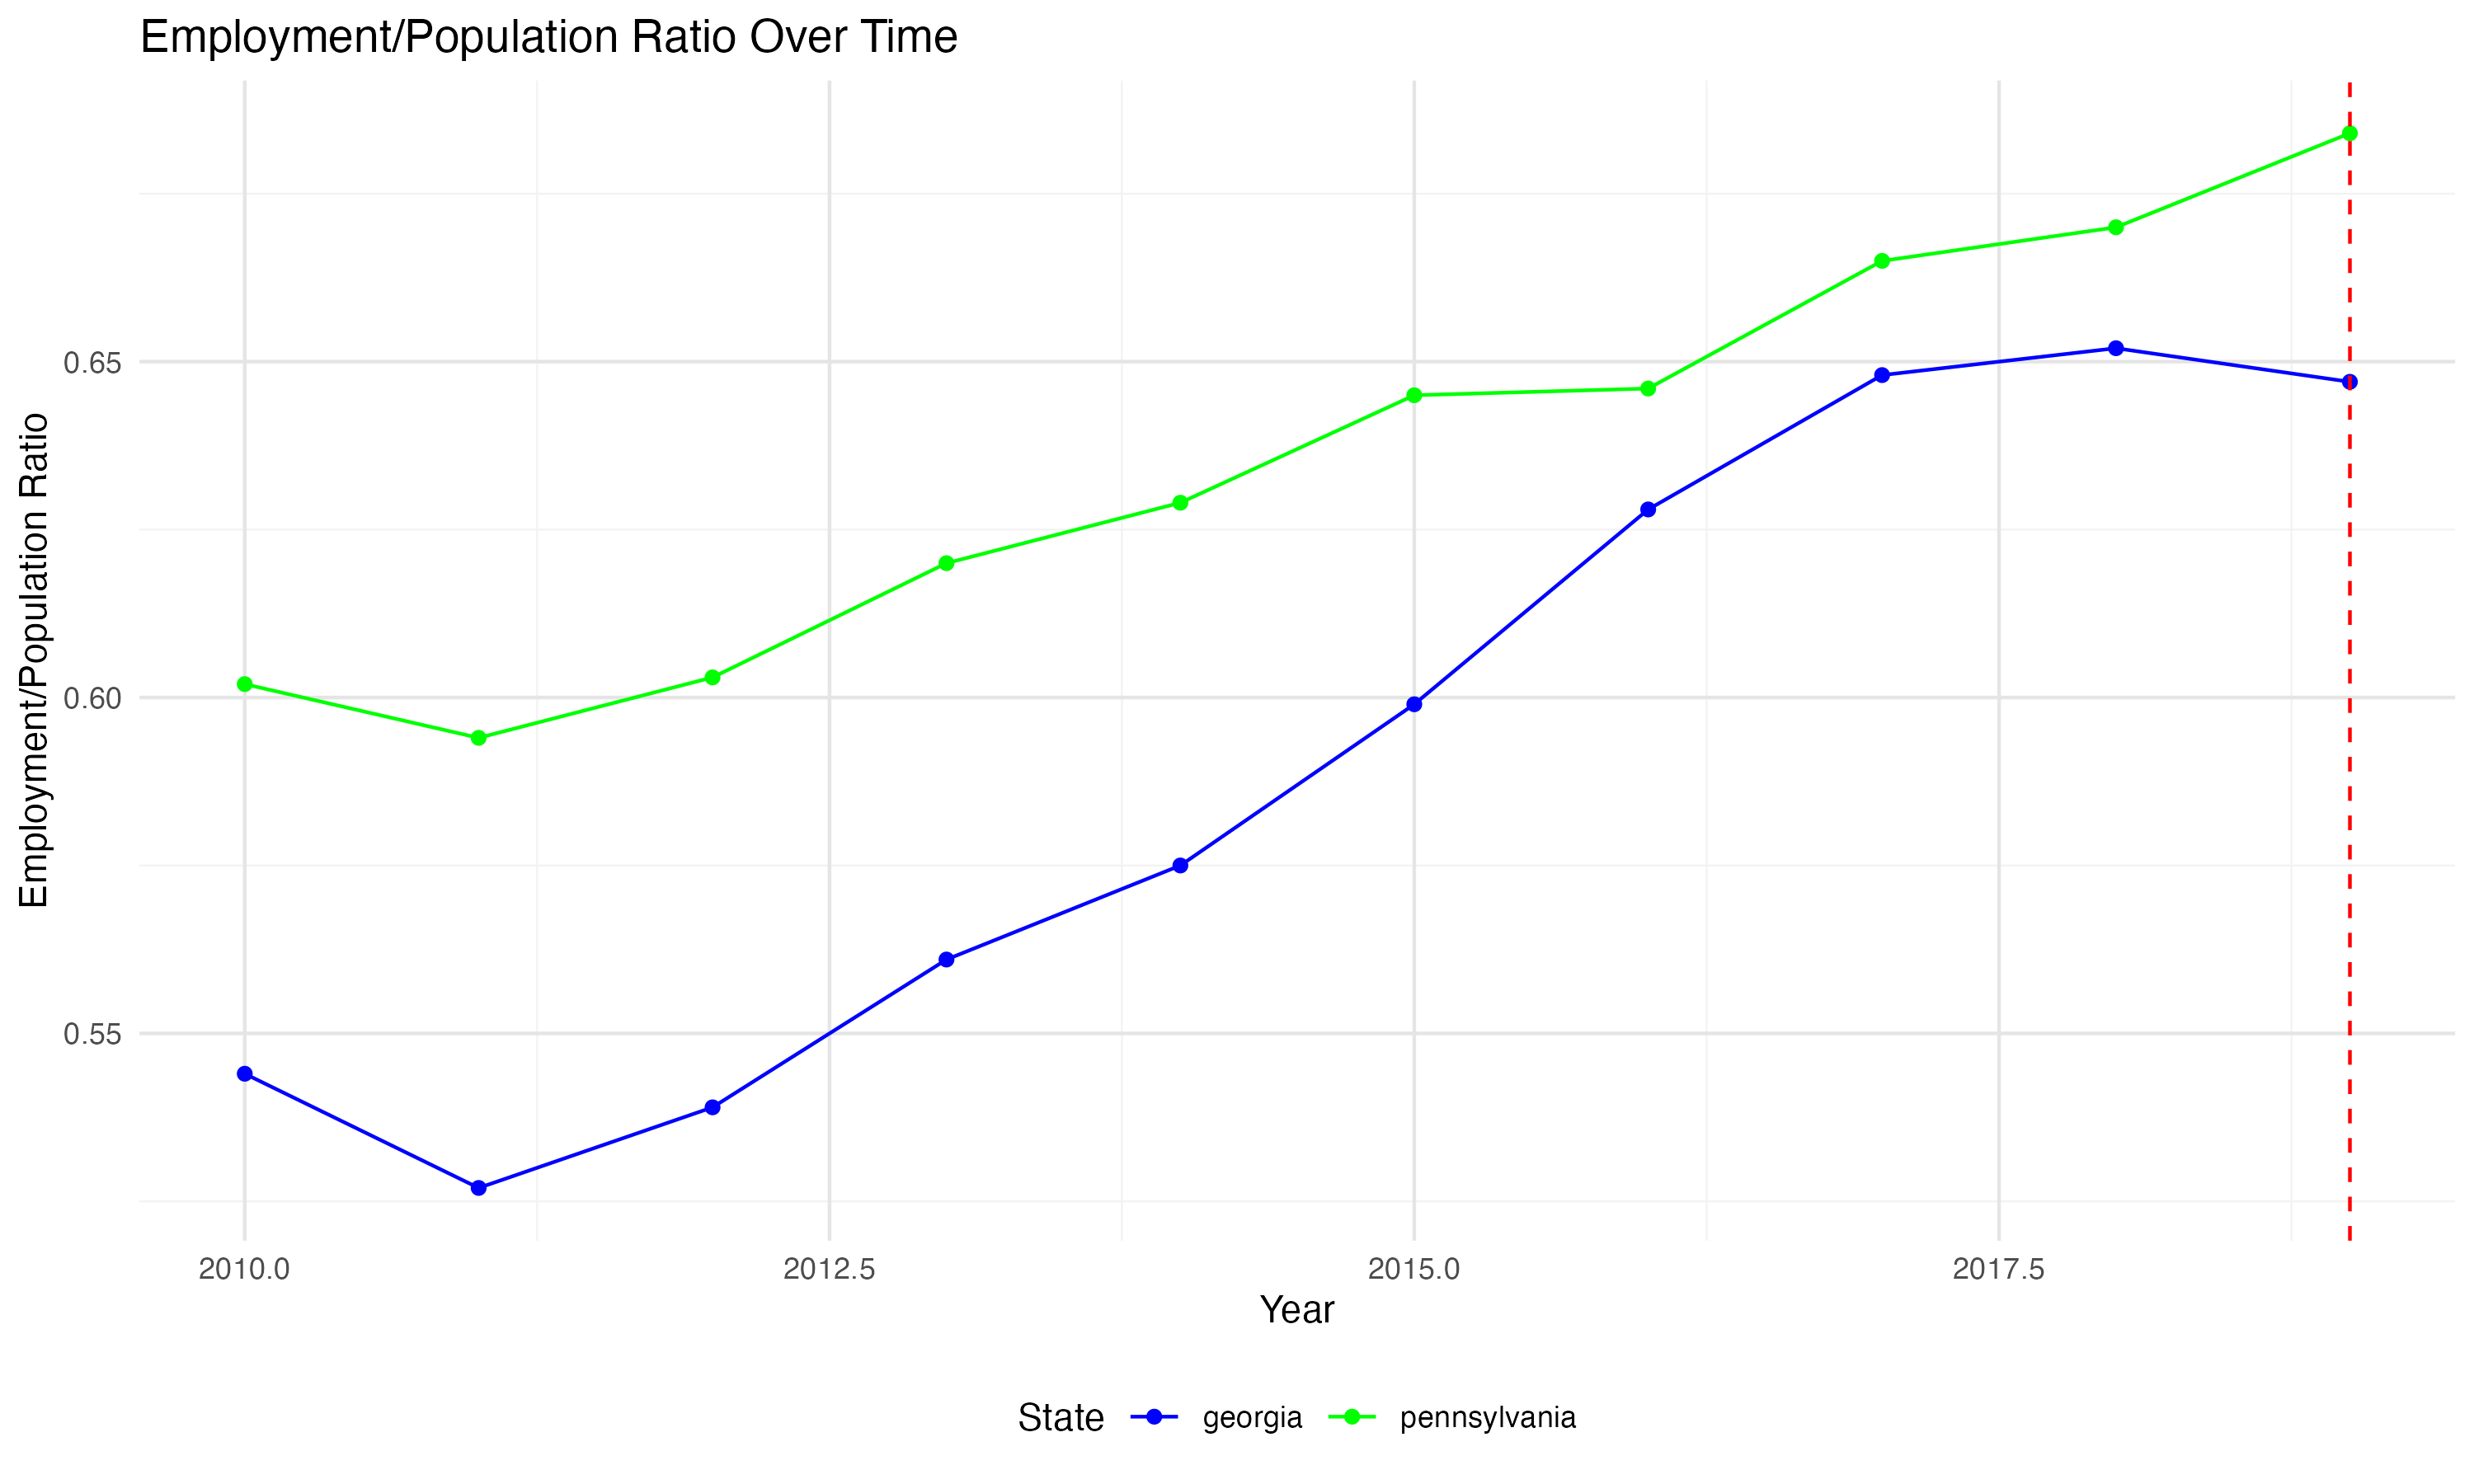 Employment/Population Ratio Over Time
Employment/Population Ratio
0.65
0.60
0.55
2010.0
2012.5
2015.0
2017.5
Year
State
georgia
pennsylvania